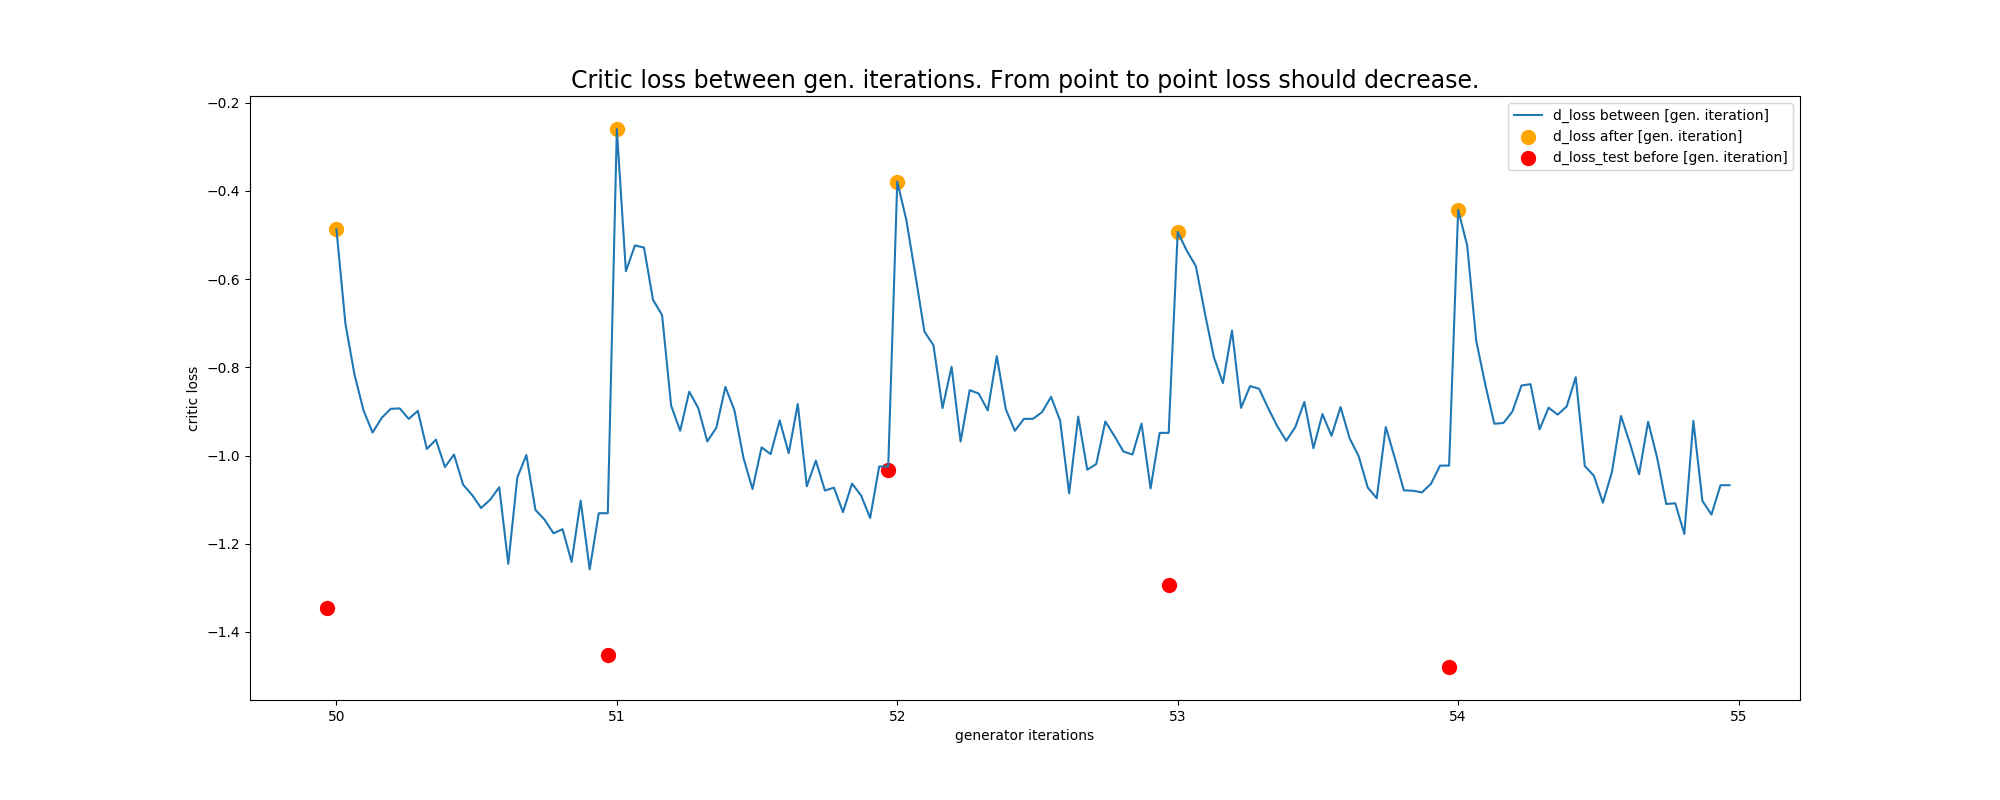 Critic loss between gen. iterations. From point to point loss should decrease.
d_loss between [gen. iteration]
d_loss after [gen. iteration]
d_loss_test before [gen. iteration]
critic loss
−0.2
−0.4
−0.6
−0.8
−1.0
−1.2
−1.4
50 51 52 53 54 55
generator iterations